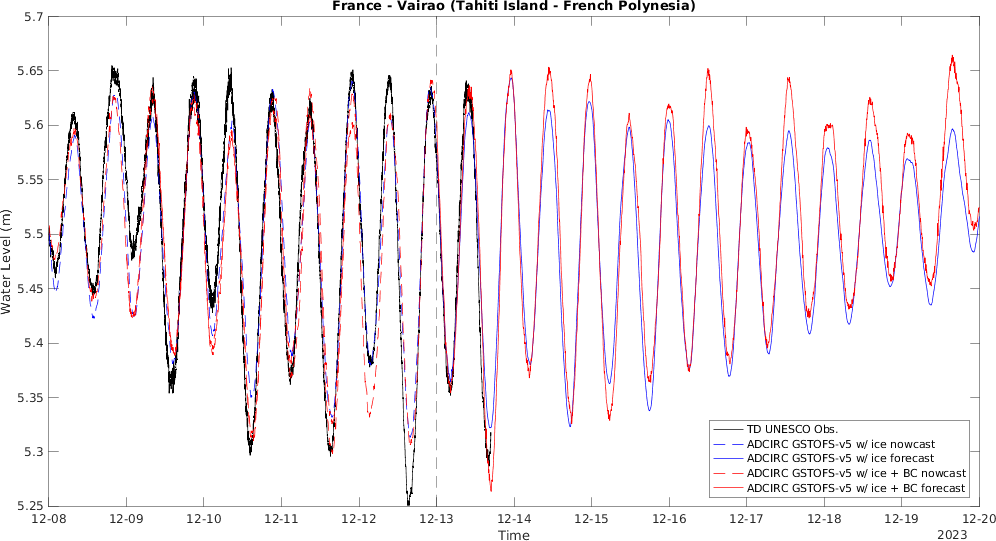 France - Vairao (Tahiti Island - French Polynesia)
5.7
5.65
5.6
5.55
5.5
5.45
5.4
5.35
5.3
5.25
Water Level (m)
TD UNESCO Obs.
ADCIRC GSTOFS-v5 w/ ice nowcast
ADCIRC GSTOFS-v5 w/ ice forecast
ADCIRC GSTOFS-v5 w/ ice + BC nowcast
ADCIRC GSTOFS-v5 w/ ice + BC forecast
12-08 12-09 12-10 12-11 12-12 12-13 12-14 12-15 12-16 12-17 12-18 12-19 12-20
Time
2023